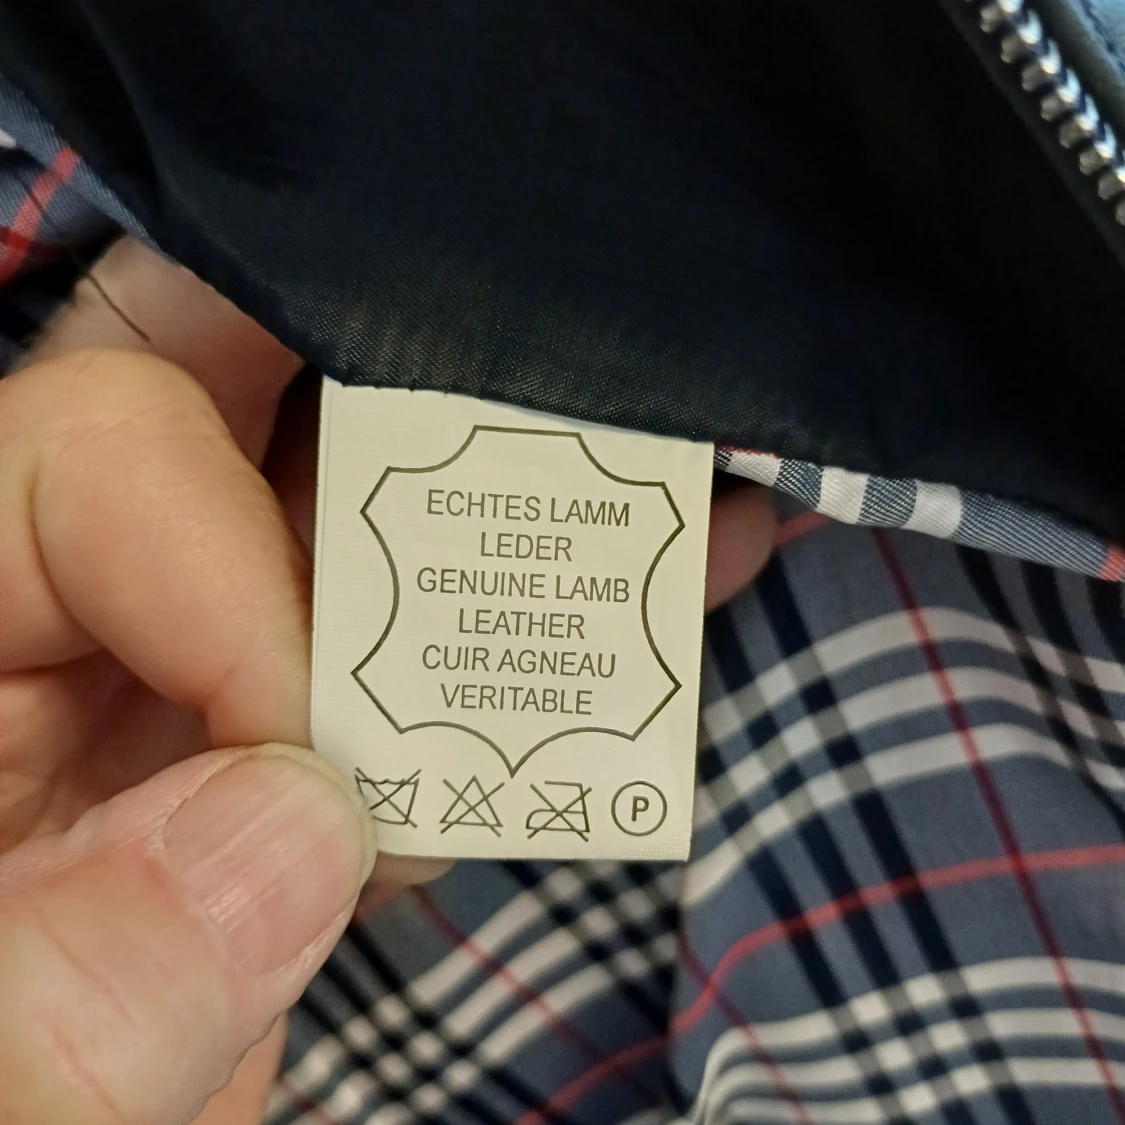 ECHTES LAMM
LEDER
GENUINE LAMB
LEATHER
CUIR AGNEAU
VERITABLE
P